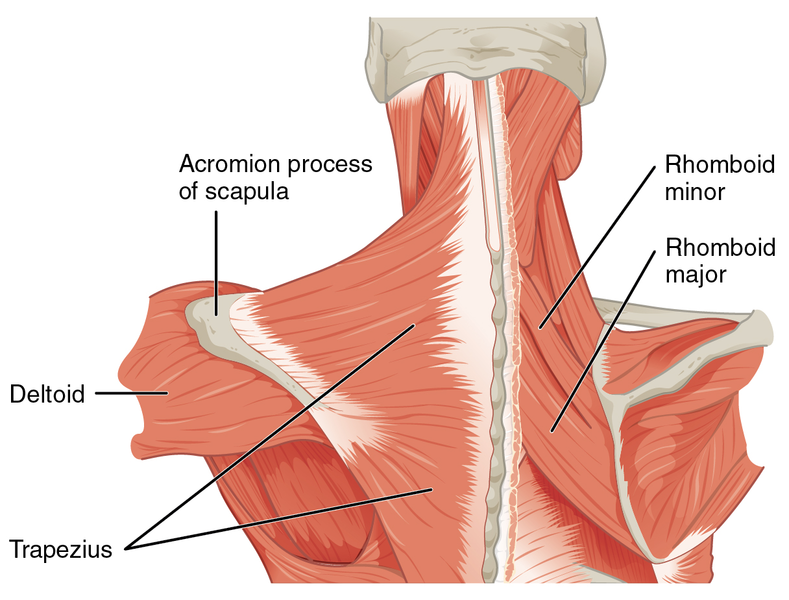 Acromion process
of scapula
Rhomboid
minor
Rhomboid
major
Deltoid
Trapezius